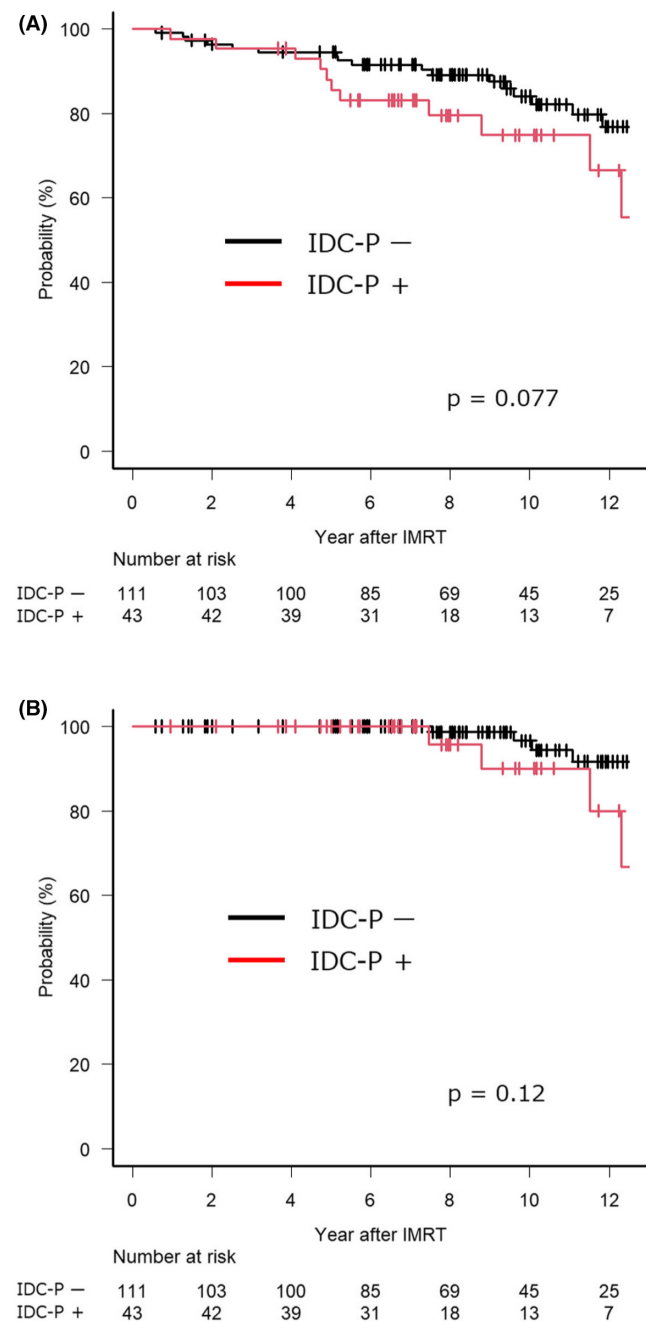 (A)
100
80
60
40
20
0
Probability (%)
IDC-P −
IDC-P +
p = 0.077
0 2 4 6 8 10 12
Year after IMRT
Number at risk
IDC-P − 111 103 100 85 69 45 25
IDC-P + 43 42 39 31 18 13 7
(B)
100
80
60
40
20
0
Probability (%)
IDC-P −
IDC-P +
p = 0.12
0 2 4 6 8 10 12
Year after IMRT
Number at risk
IDC-P − 111 103 100 85 69 45 25
IDC-P + 43 42 39 31 18 13 7